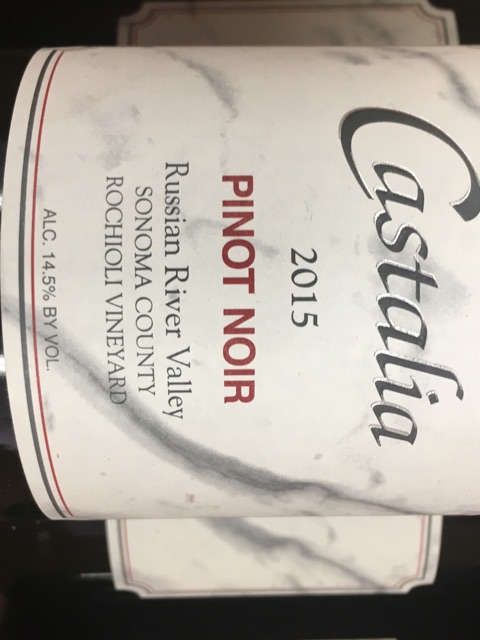 Castalia
2015
PINOT NOIR
Russian River Valley
SONOMA COUNTY
ROCHIOLI VINEYARD
ALC. 14.5% BY VOL.